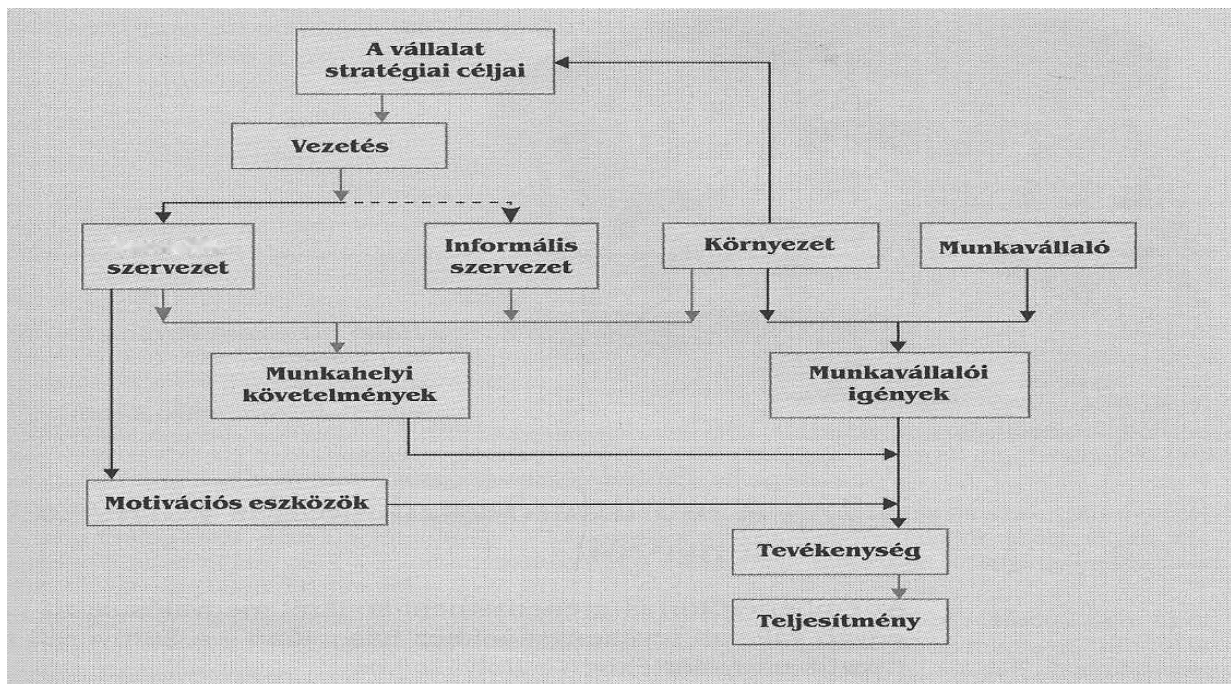 A vállalat
stratégiai céljai
Vezetés
szervezet
Informális
szervezet
Környezet
Munkavállaló
Munkahelyi
követelmények
Munkavállalói
igények
Motivációs eszközök
Tevékenység
Teljesítmény